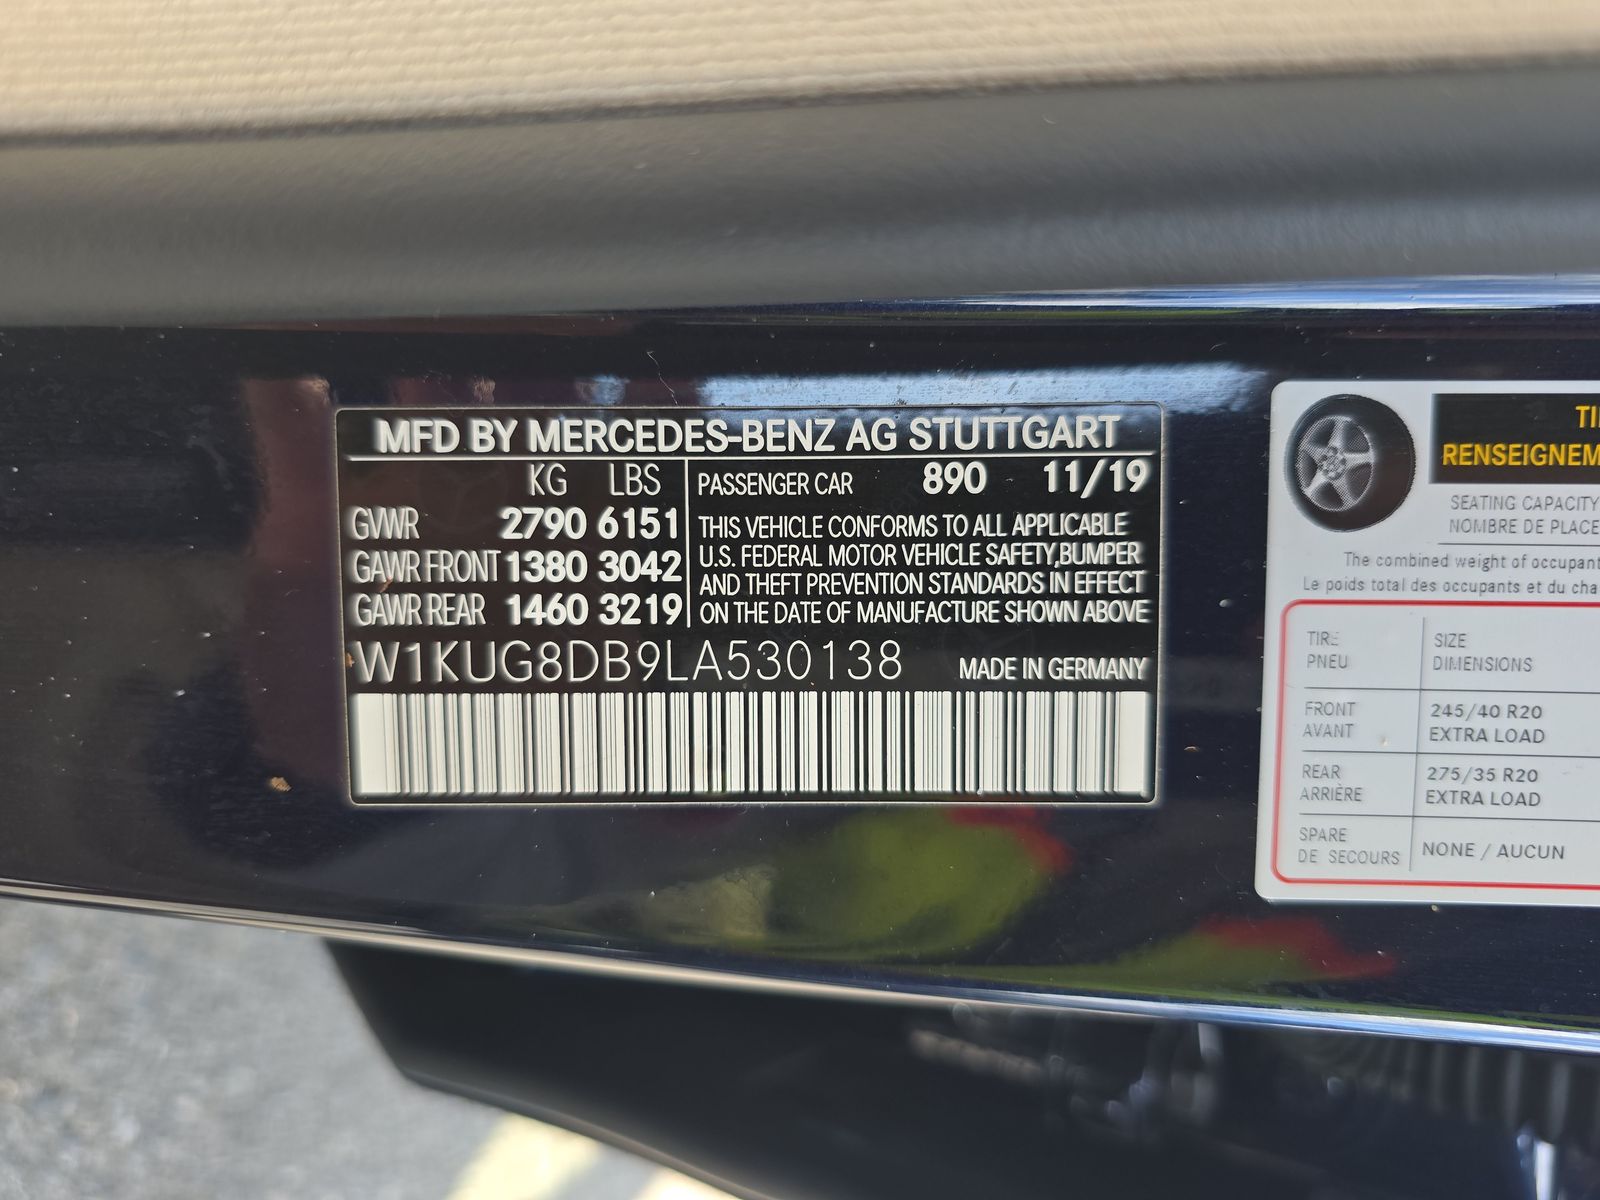 MFD BY MERCEDES-BENZ AG STUTTGART
KG LBS
GVWR 2790 6151
GAWR FRONT 1380 3042
GAWR REAR 1460 3219
PASSENGER CAR 890 11/19
THIS VEHICLE CONFORMS TO ALL APPLICABLE
U.S. FEDERAL MOTOR VEHICLE SAFETY,BUMPER
AND THEFT PREVENTION STANDARDS IN EFFECT
ON THE DATE OF MANUFACTURE SHOWN ABOVE
W1KUG8DB9LA530138 MADE IN GERMANY
RENSEIGNEM
SEATING CAPACITY
NOMBRE DE PLACE
The combined weight of occupant
Le poids total des occupants et du cha
TIRE SIZE
PNEU DIMENSIONS
FRONT 245/40 R20
AVANT EXTRA LOAD
REAR 275/35 R20
ARRIÈRE EXTRA LOAD
SPARE
DE SECOURS NONE / AUCUN